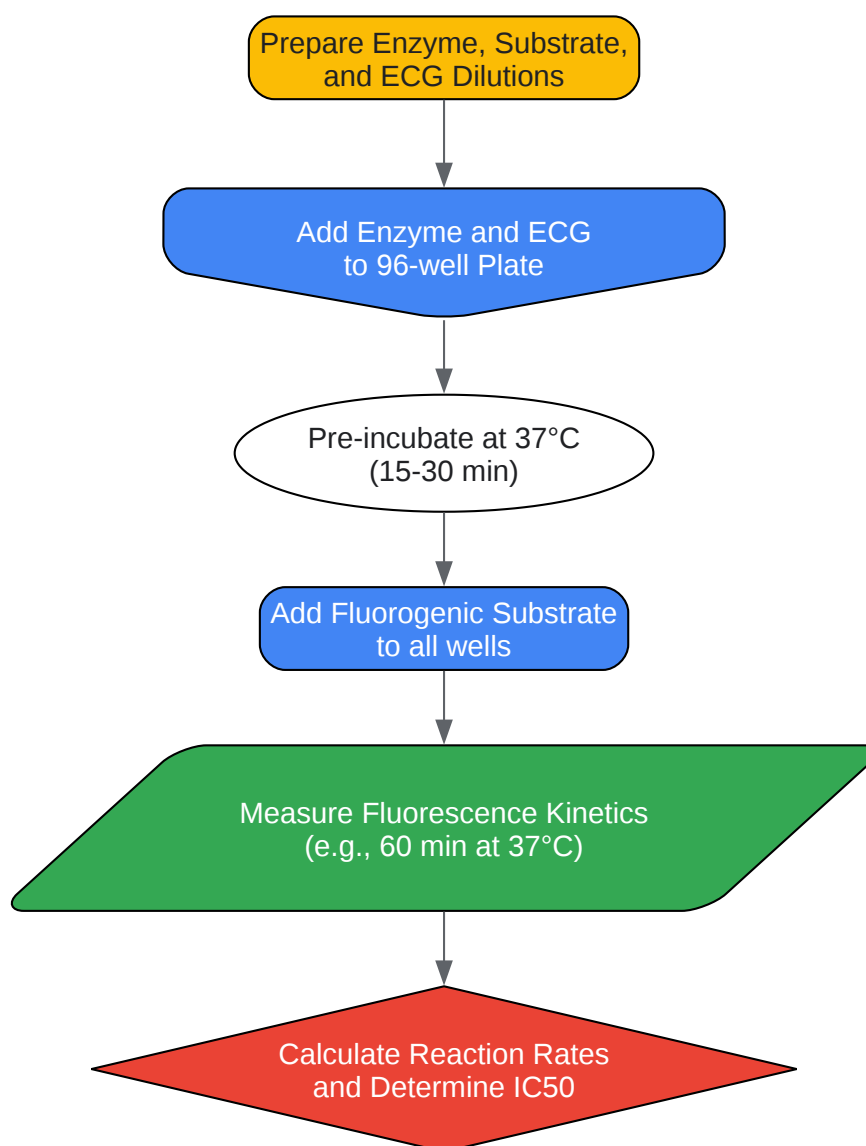 Prepare Enzyme, Substrate,
and ECG Dilutions
Add Enzyme and ECG
to 96-well Plate
Pre-incubate at 37°C
(15-30 min)
Add Fluorogenic Substrate
to all wells
Measure Fluorescence Kinetics
(e.g., 60 min at 37°C)
Calculate Reaction Rates
and Determine IC50